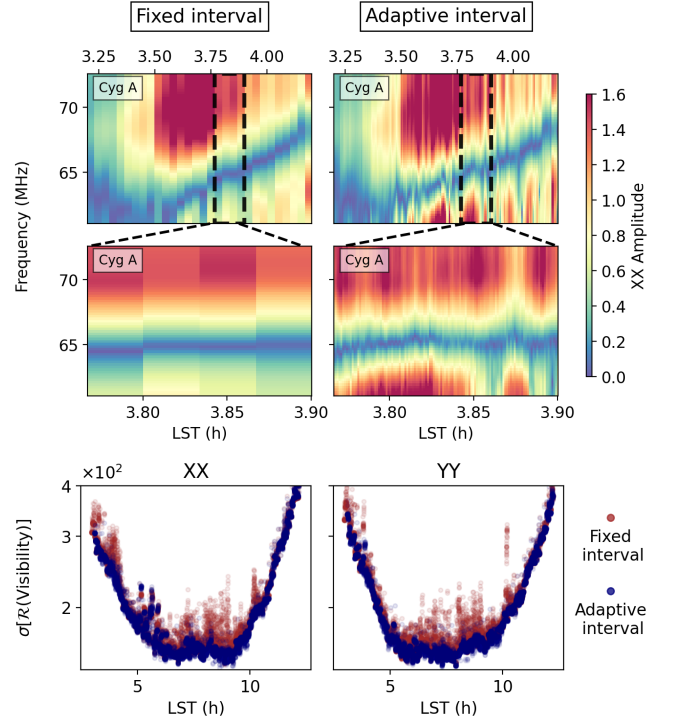 Fixed interval
Adaptive interval
3.25 3.50 3.75 4.00
3.25 3.50 3.75 4.00
Cyg A
Cyg A
70
65
Frequency (MHz)
Cyg A
Cyg A
70
65
3.80 3.85 3.90
3.80 3.85 3.90
LST (h)
LST (h)
1.6
1.4
1.2
1.0
0.8
0.6
0.4
0.2
0.0
XX Amplitude
×10²
XX
YY
4
3
2
σ[ℛ(Visibility)]
5 10
5 10
LST (h)
LST (h)
Fixed
interval
Adaptive
interval